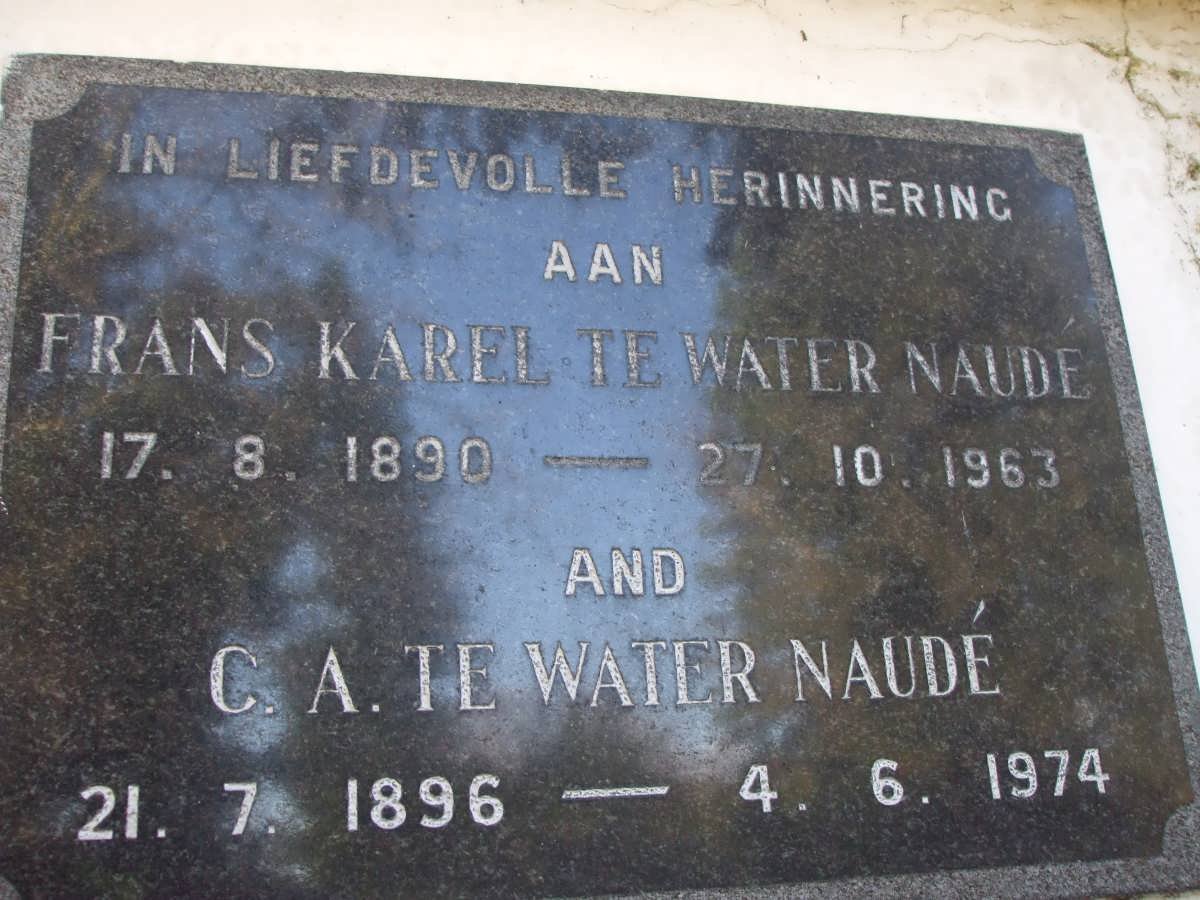 IN LIEFDEVOLLE HERINNERING
AAN
FRANS KAREL TE WATER NAUDÉ
17. 8. 1890 — 27. 10. 1963
AND
C. A. TE WATER NAUDÉ
21. 7. 1896 — 4. 6. 1974